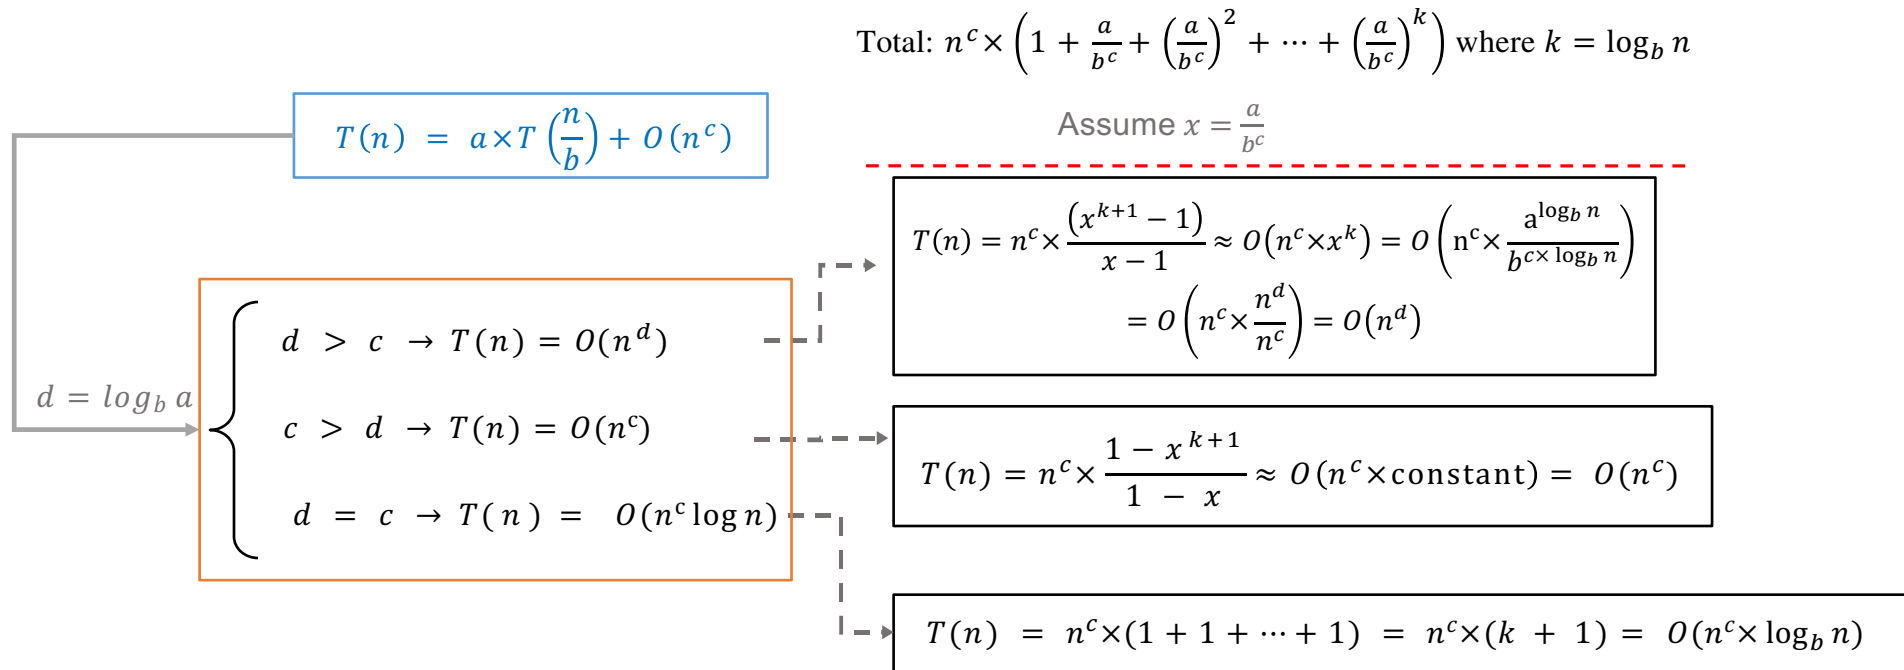 Total: n^c × (1 + a/b^c + (a/b^c)^2 + ⋯ + (a/b^c)^k) where k = log_b n
T(n) = a×T(n/b) + O(n^c)
Assume x = a/b^c
T(n) = n^c × (x^{k+1} − 1)/(x − 1) ≈ O(n^c×x^k) = O(n^c × a^{log_b n}/b^{c× log_b n})
= O(n^c × n^d/n^c) = O(n^d)
d = log_b a
d > c → T(n) = O(n^d)
c > d → T(n) = O(n^c)
d = c → T(n) = O(n^c log n)
T(n) = n^c × (1 − x^{k+1})/(1 − x) ≈ O(n^c×constant) = O(n^c)
T(n) = n^c×(1 + 1 + ⋯ + 1) = n^c×(k + 1) = O(n^c × log_b n)